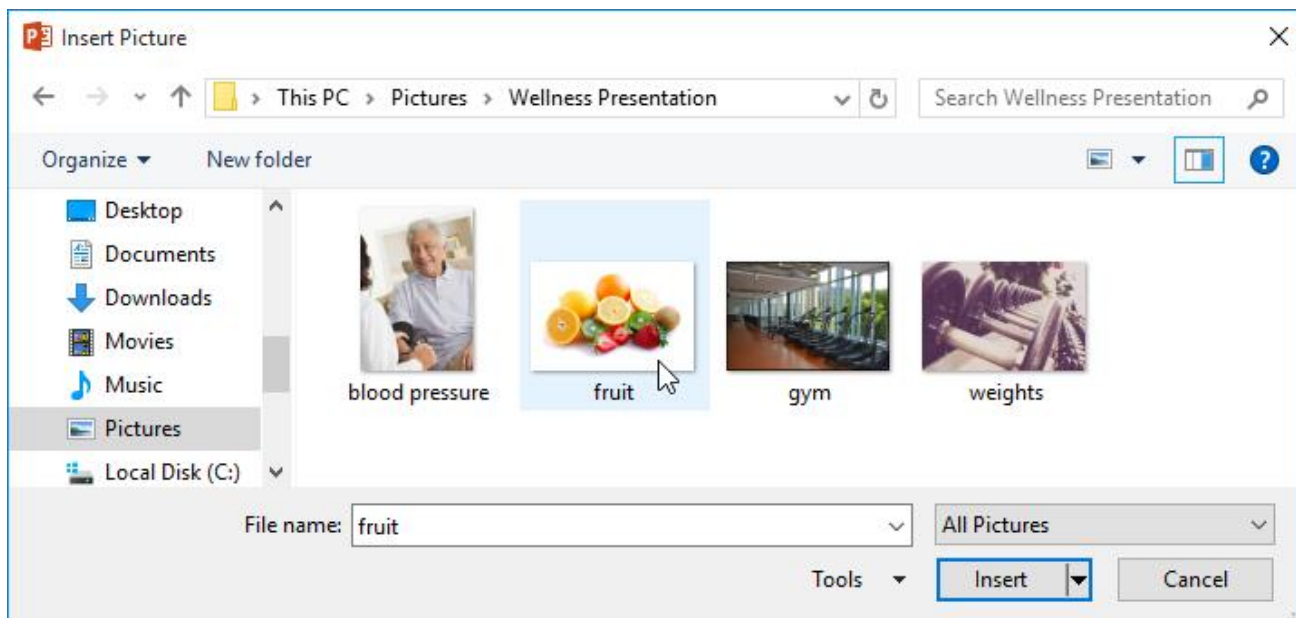 Insert Picture
This PC > Pictures > Wellness Presentation
Search Wellness Presentation
Organize
New folder
?
Desktop
Documents
Downloads
Movies
Music
Pictures
Local Disk (C:)
blood pressure
fruit
gym
weights
File name: fruit
All Pictures
Tools
Insert
Cancel